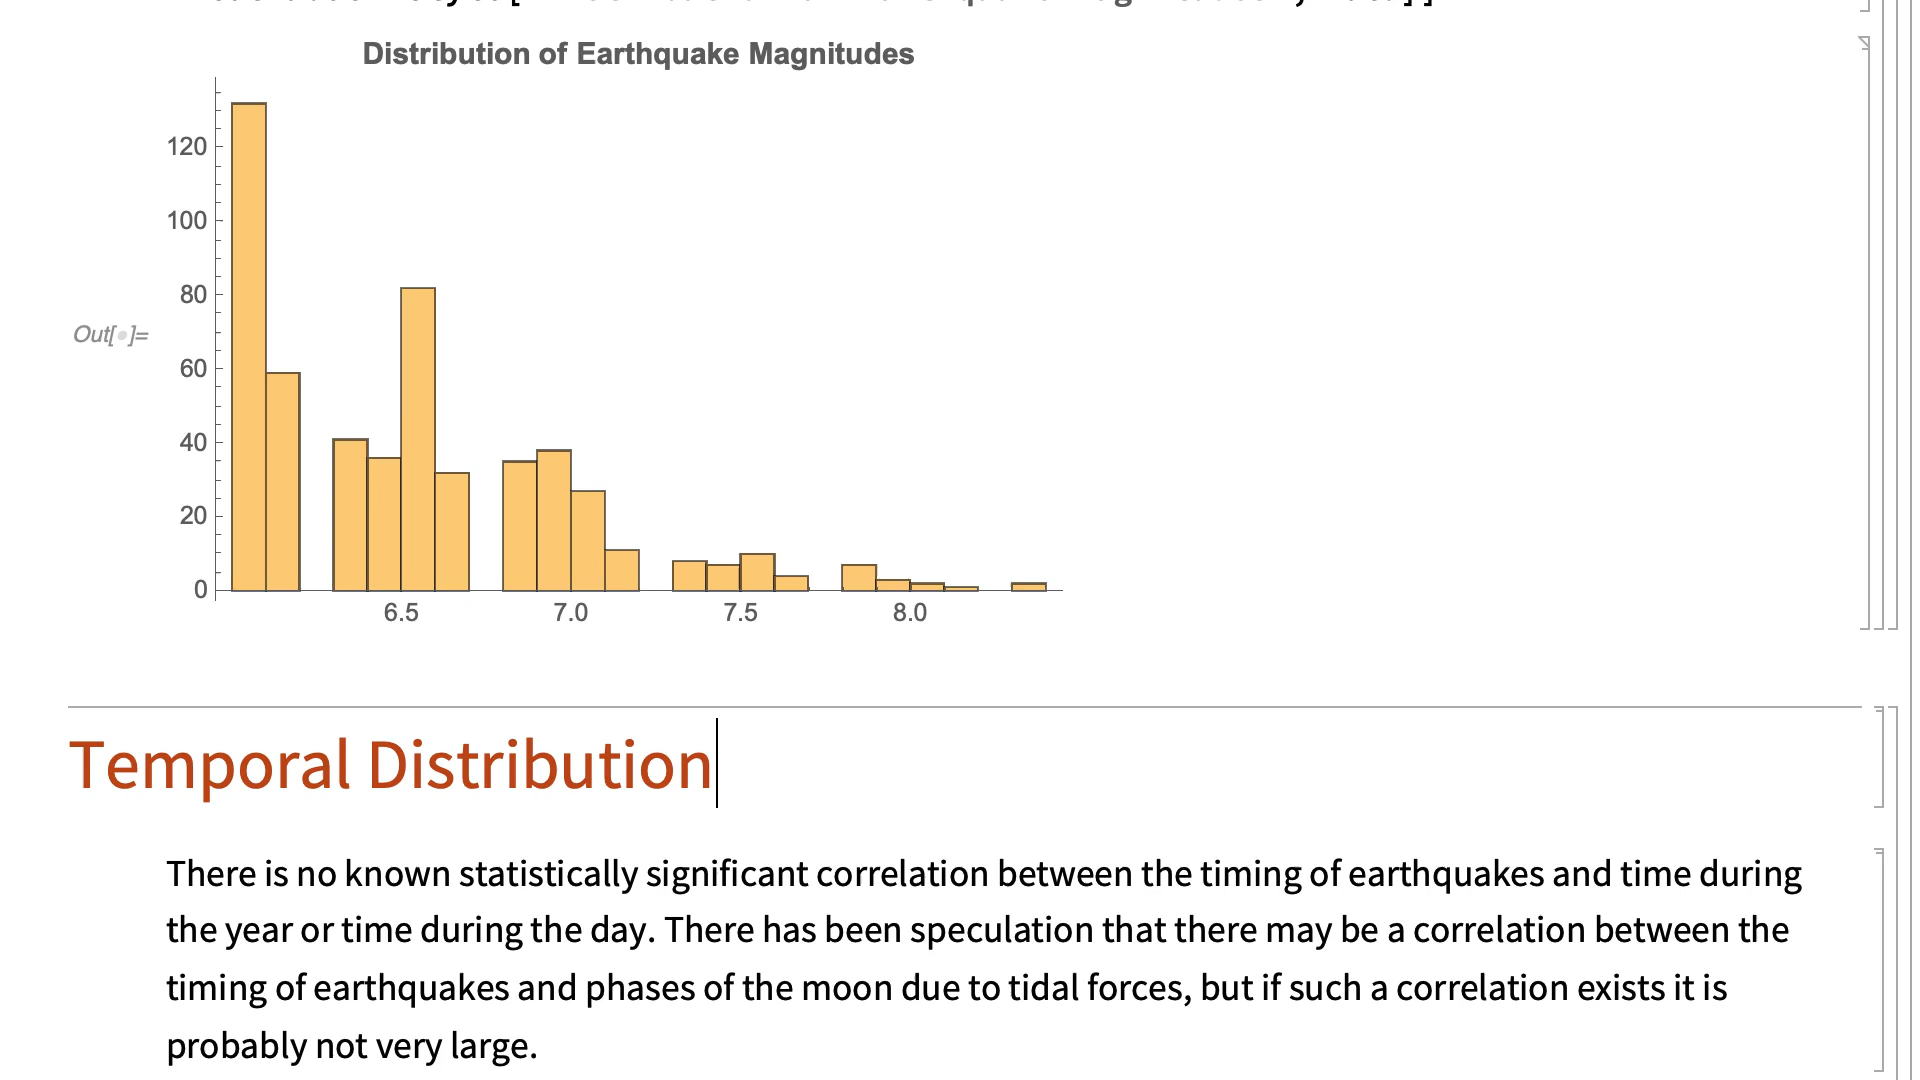 Distribution of Earthquake Magnitudes
120
100
80
60
40
20
0
Out[●]=
6.5 7.0 7.5 8.0
Temporal Distribution
There is no known statistically significant correlation between the timing of earthquakes and time during
the year or time during the day. There has been speculation that there may be a correlation between the
timing of earthquakes and phases of the moon due to tidal forces, but if such a correlation exists it is
probably not very large.